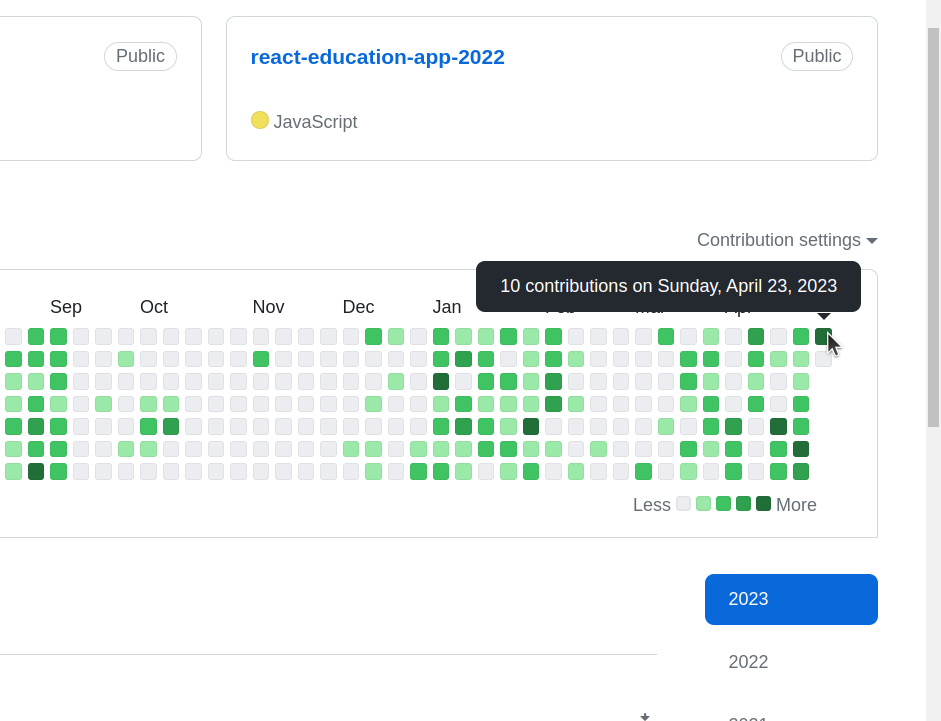 Public
react-education-app-2022
Public
JavaScript
Contribution settings
10 contributions on Sunday, April 23, 2023
Sep Oct Nov Dec Jan
Less More
2023
2022